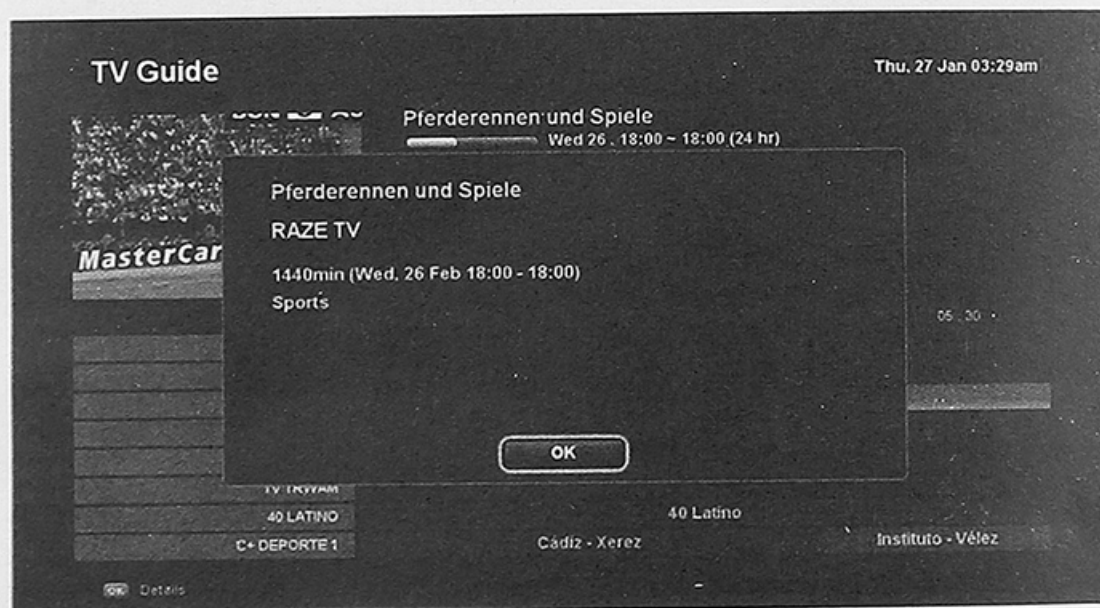 TV Guide
Thu, 27 Jan 03:29am
Pferderennen und Spiele
Wed 26 . 18:00 ~ 18:00 (24 hr)
MasterCar
Pferderennen und Spiele
RAZE TV
1440min (Wed, 26 Feb 18:00 - 18:00)
Sports
05 . 30
OK
40 LATINO
40 Latino
C+ DEPORTE 1
Cádiz - Xerez
Instituto - Vélez
OK Details